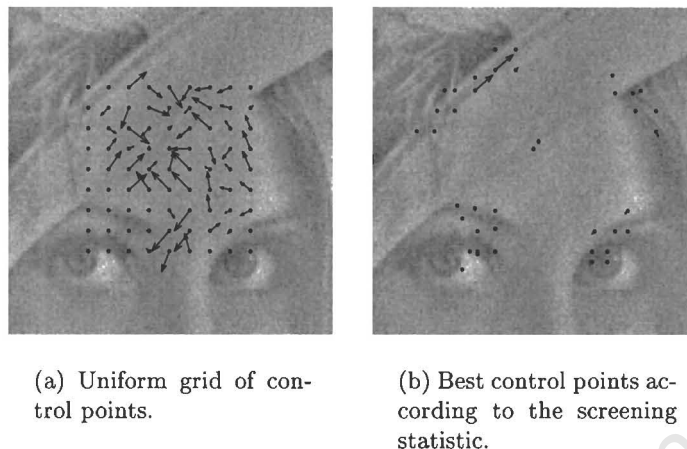 (a) Uniform grid of con-
trol points.
(b) Best control points ac-
cording to the screening
statistic.